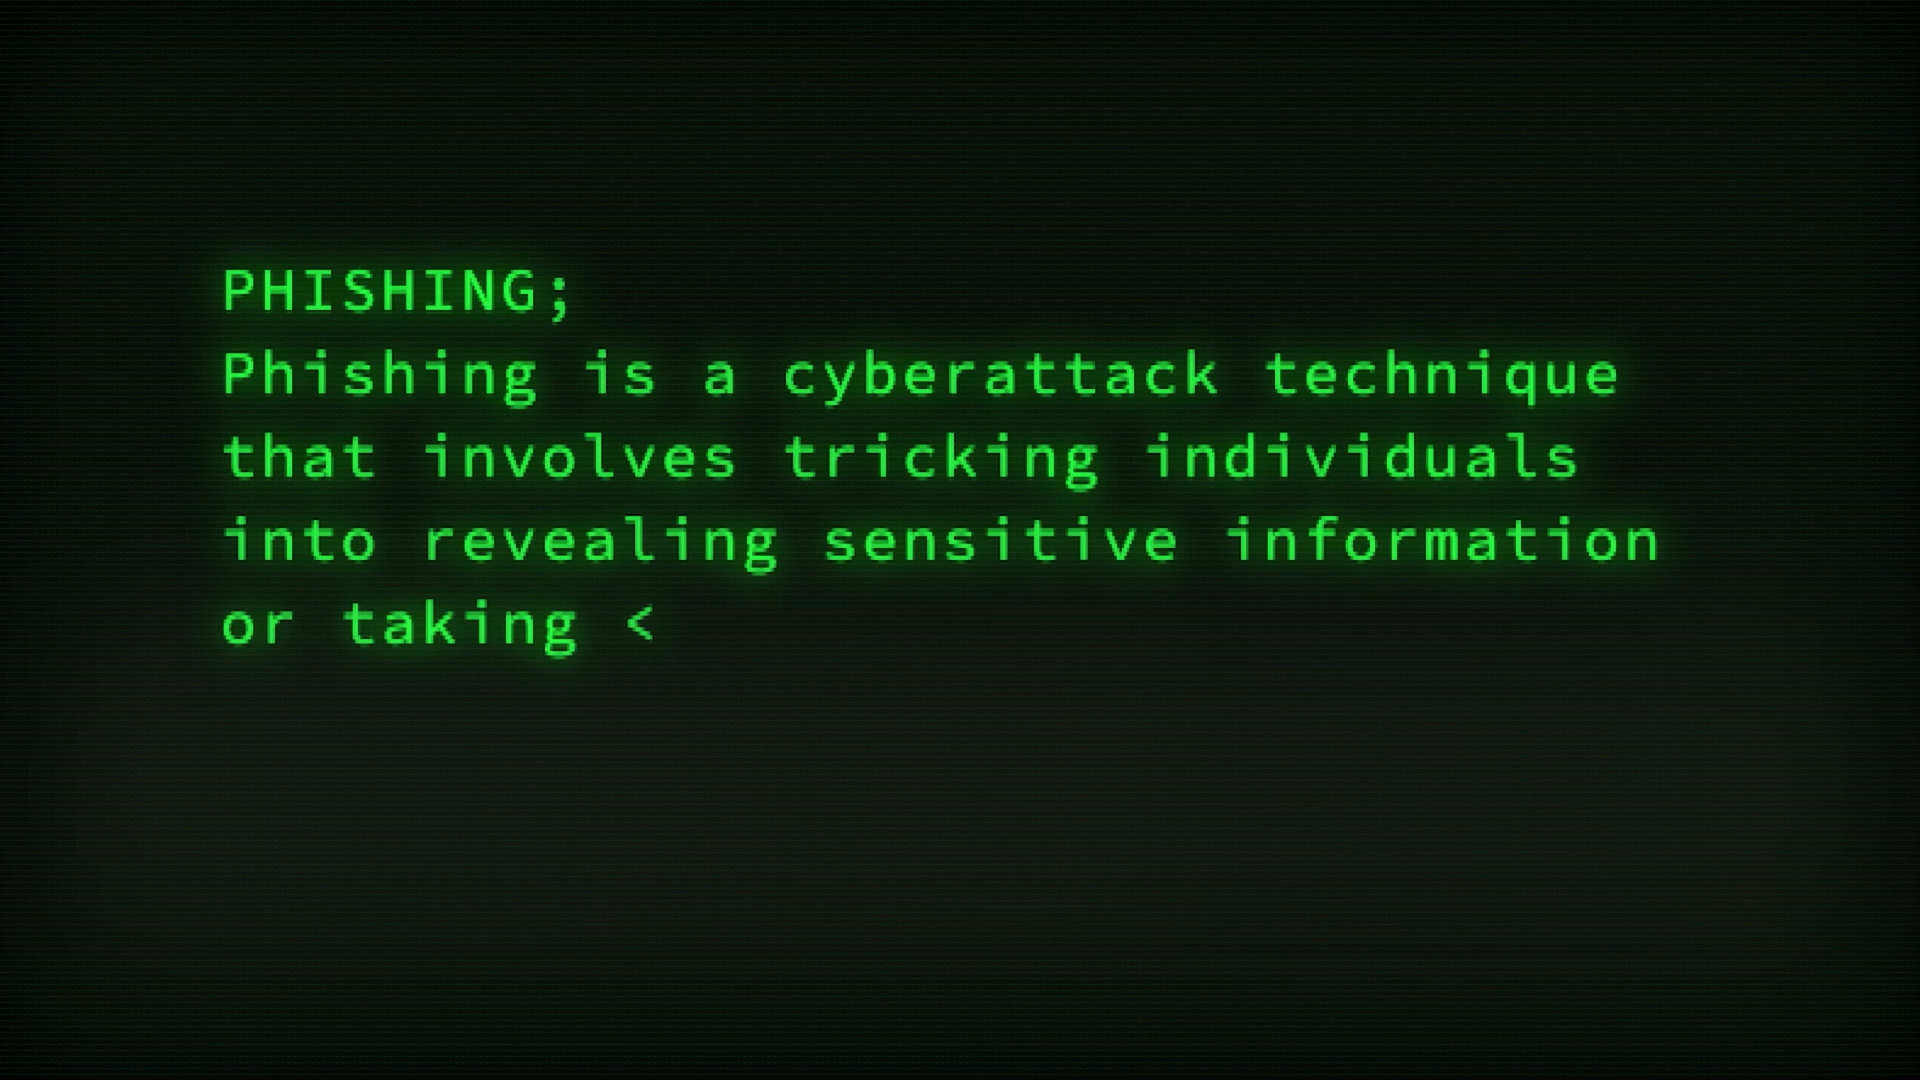 PHISHING;
Phishing is a cyberattack technique
that involves tricking individuals
into revealing sensitive information
or taking <